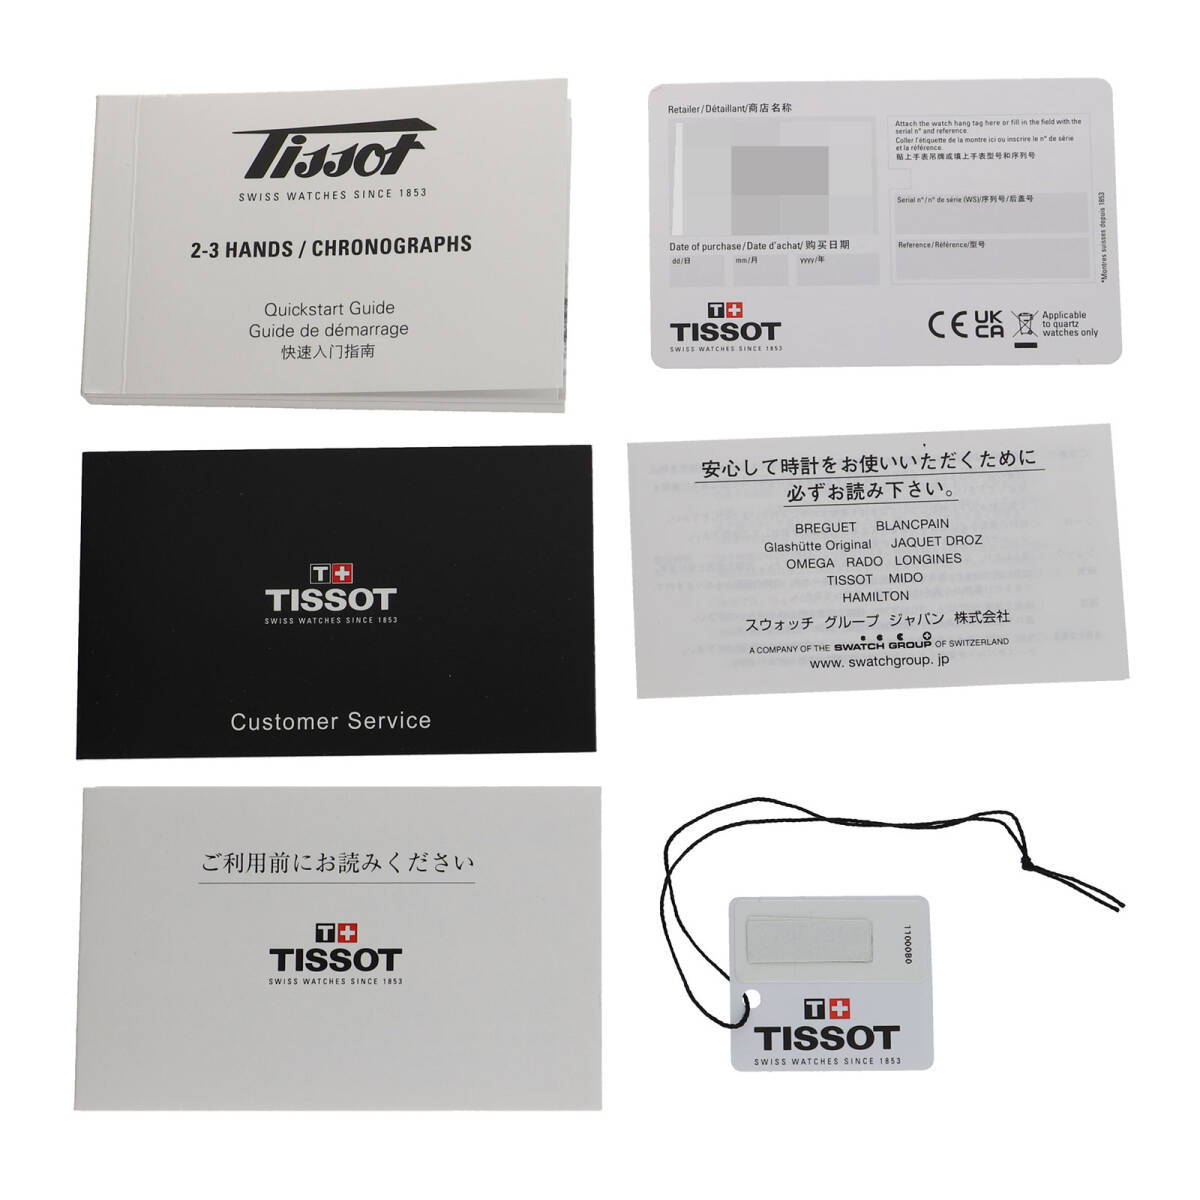 Tissot
SWISS WATCHES SINCE 1853
2-3 HANDS / CHRONOGRAPHS
Quickstart Guide
Guide de démarrage
快速入门指南
Retailer/Détaillant/商店名称
Attach the watch hang tag here or fill in the field with the
serial n° and reference.
Coller l'étiquette de la montre ici ou inscrire le n° de série
et la référence.
贴上手表吊牌或填上手表型号和序列号
Serial n°/n° de série (WS)/序列号/后盖号
Reference/Référence/型号
*Montres suisses depuis 1853
Date of purchase/Date d'achat/购买日期
dd/日 mm/月 yyyy/年
T+
TISSOT
SWISS WATCHES SINCE 1853
CE UK CA Applicable
to quartz
watches only
T+
TISSOT
SWISS WATCHES SINCE 1853
Customer Service
安心して時計をお使いいただくために
必ずお読み下さい。
BREGUET BLANCPAIN
Glashütte Original JAQUET DROZ
OMEGA RADO LONGINES
TISSOT MIDO
HAMILTON
スウォッチ グループ ジャパン 株式会社
A COMPANY OF THE SWATCH GROUP OF SWITZERLAND
www.swatchgroup.jp
ご利用前にお読みください
T+
TISSOT
SWISS WATCHES SINCE 1853
1100080
T+
TISSOT
SWISS WATCHES SINCE 1853